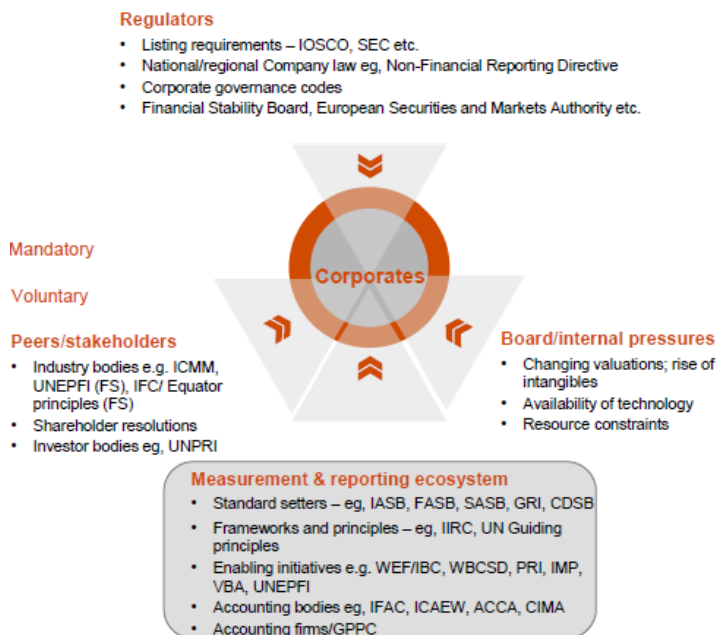 Regulators
• Listing requirements – IOSCO, SEC etc.
• National/regional Company law eg, Non-Financial Reporting Directive
• Corporate governance codes
• Financial Stability Board, European Securities and Markets Authority etc.
Corporates
Mandatory
Voluntary
Peers/stakeholders
• Industry bodies e.g. ICMM,
UNEPFI (FS), IFC/ Equator
principles (FS)
• Shareholder resolutions
• Investor bodies eg, UNPRI
Board/internal pressures
• Changing valuations; rise of
intangibles
• Availability of technology
• Resource constraints
Measurement & reporting ecosystem
• Standard setters – eg, IASB, FASB, SASB, GRI, CDSB
• Frameworks and principles – eg, IIRC, UN Guiding
principles
• Enabling initiatives e.g. WEF/IBC, WBCSD, PRI, IMP,
VBA, UNEPFI
• Accounting bodies eg, IFAC, ICAEW, ACCA, CIMA
• Accounting firms/GPPC